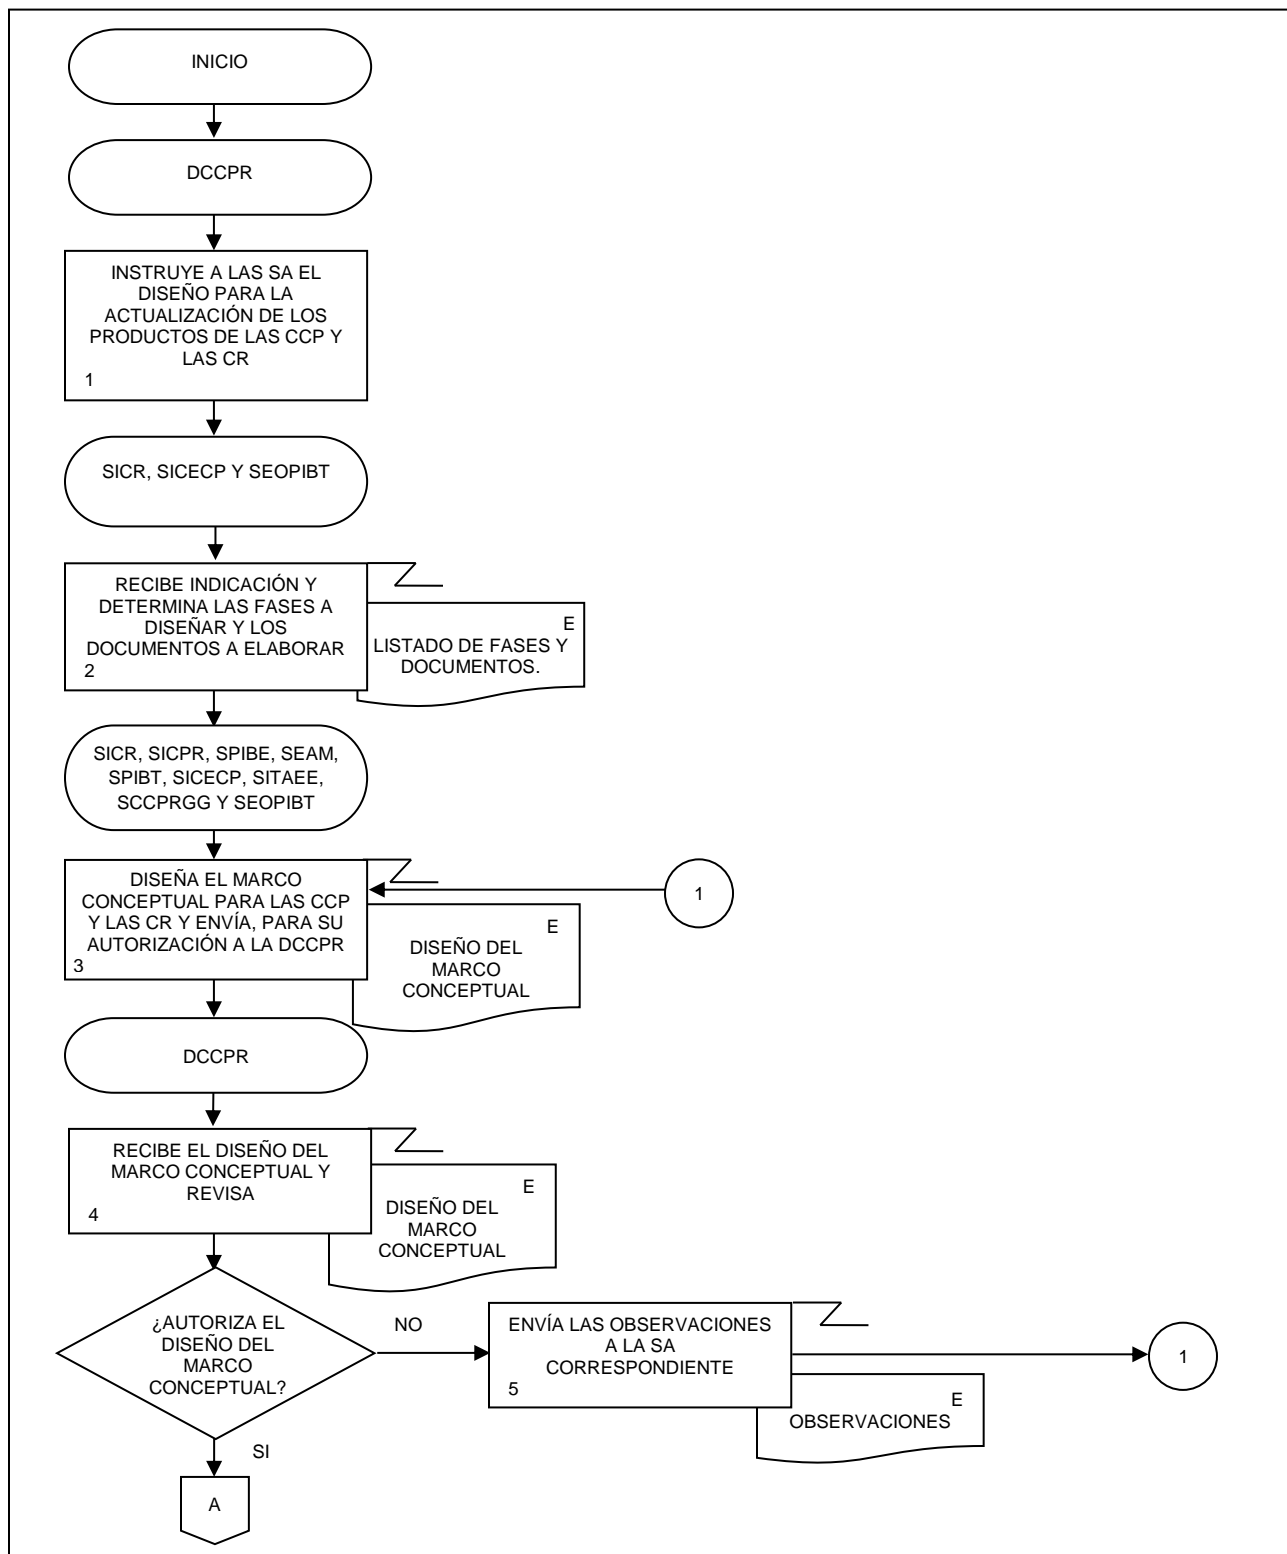 INICIO
DCCPR
INSTRUYE A LAS SA EL
DISEÑO PARA LA
ACTUALIZACIÓN DE LOS
PRODUCTOS DE LAS CCP Y
LAS CR
1
SICR, SICECP Y SEOPIBT
RECIBE INDICACIÓN Y
DETERMINA LAS FASES A
DISEÑAR Y LOS
DOCUMENTOS A ELABORAR
2
E
LISTADO DE FASES Y
DOCUMENTOS.
SICR, SICPR, SPIBE, SEAM,
SPIBT, SICECP, SITAEE,
SCCPRGG Y SEOPIBT
DISEÑA EL MARCO
CONCEPTUAL PARA LAS CCP
Y LAS CR Y ENVÍA, PARA SU
AUTORIZACIÓN A LA DCCPR
3
1
E
DISEÑO DEL
MARCO
CONCEPTUAL
DCCPR
RECIBE EL DISEÑO DEL
MARCO CONCEPTUAL Y
REVISA
4
E
DISEÑO DEL
MARCO
CONCEPTUAL
¿AUTORIZA EL
DISEÑO DEL
MARCO
CONCEPTUAL?
NO
ENVÍA LAS OBSERVACIONES
A LA SA
CORRESPONDIENTE
5
E
OBSERVACIONES
1
SI
A